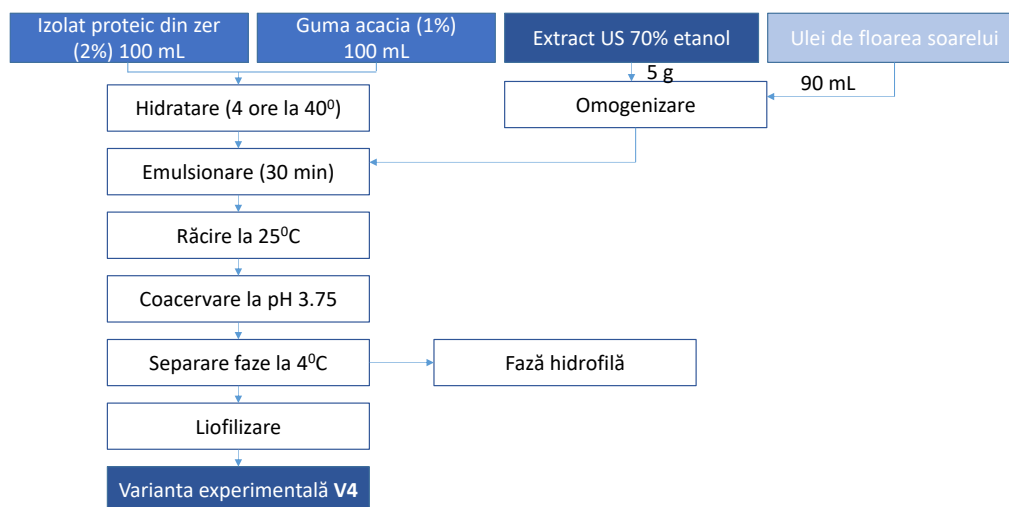 Izolat proteic din zer
(2%) 100 mL
Guma acacia (1%)
100 mL
Extract US 70% etanol
Ulei de floarea soarelui
5 g
90 mL
Hidratare (4 ore la 40⁰)
Omogenizare
Emulsionare (30 min)
Răcire la 25⁰C
Coacervare la pH 3.75
Separare faze la 4⁰C
Fază hidrofilă
Liofilizare
Varianta experimentală V4